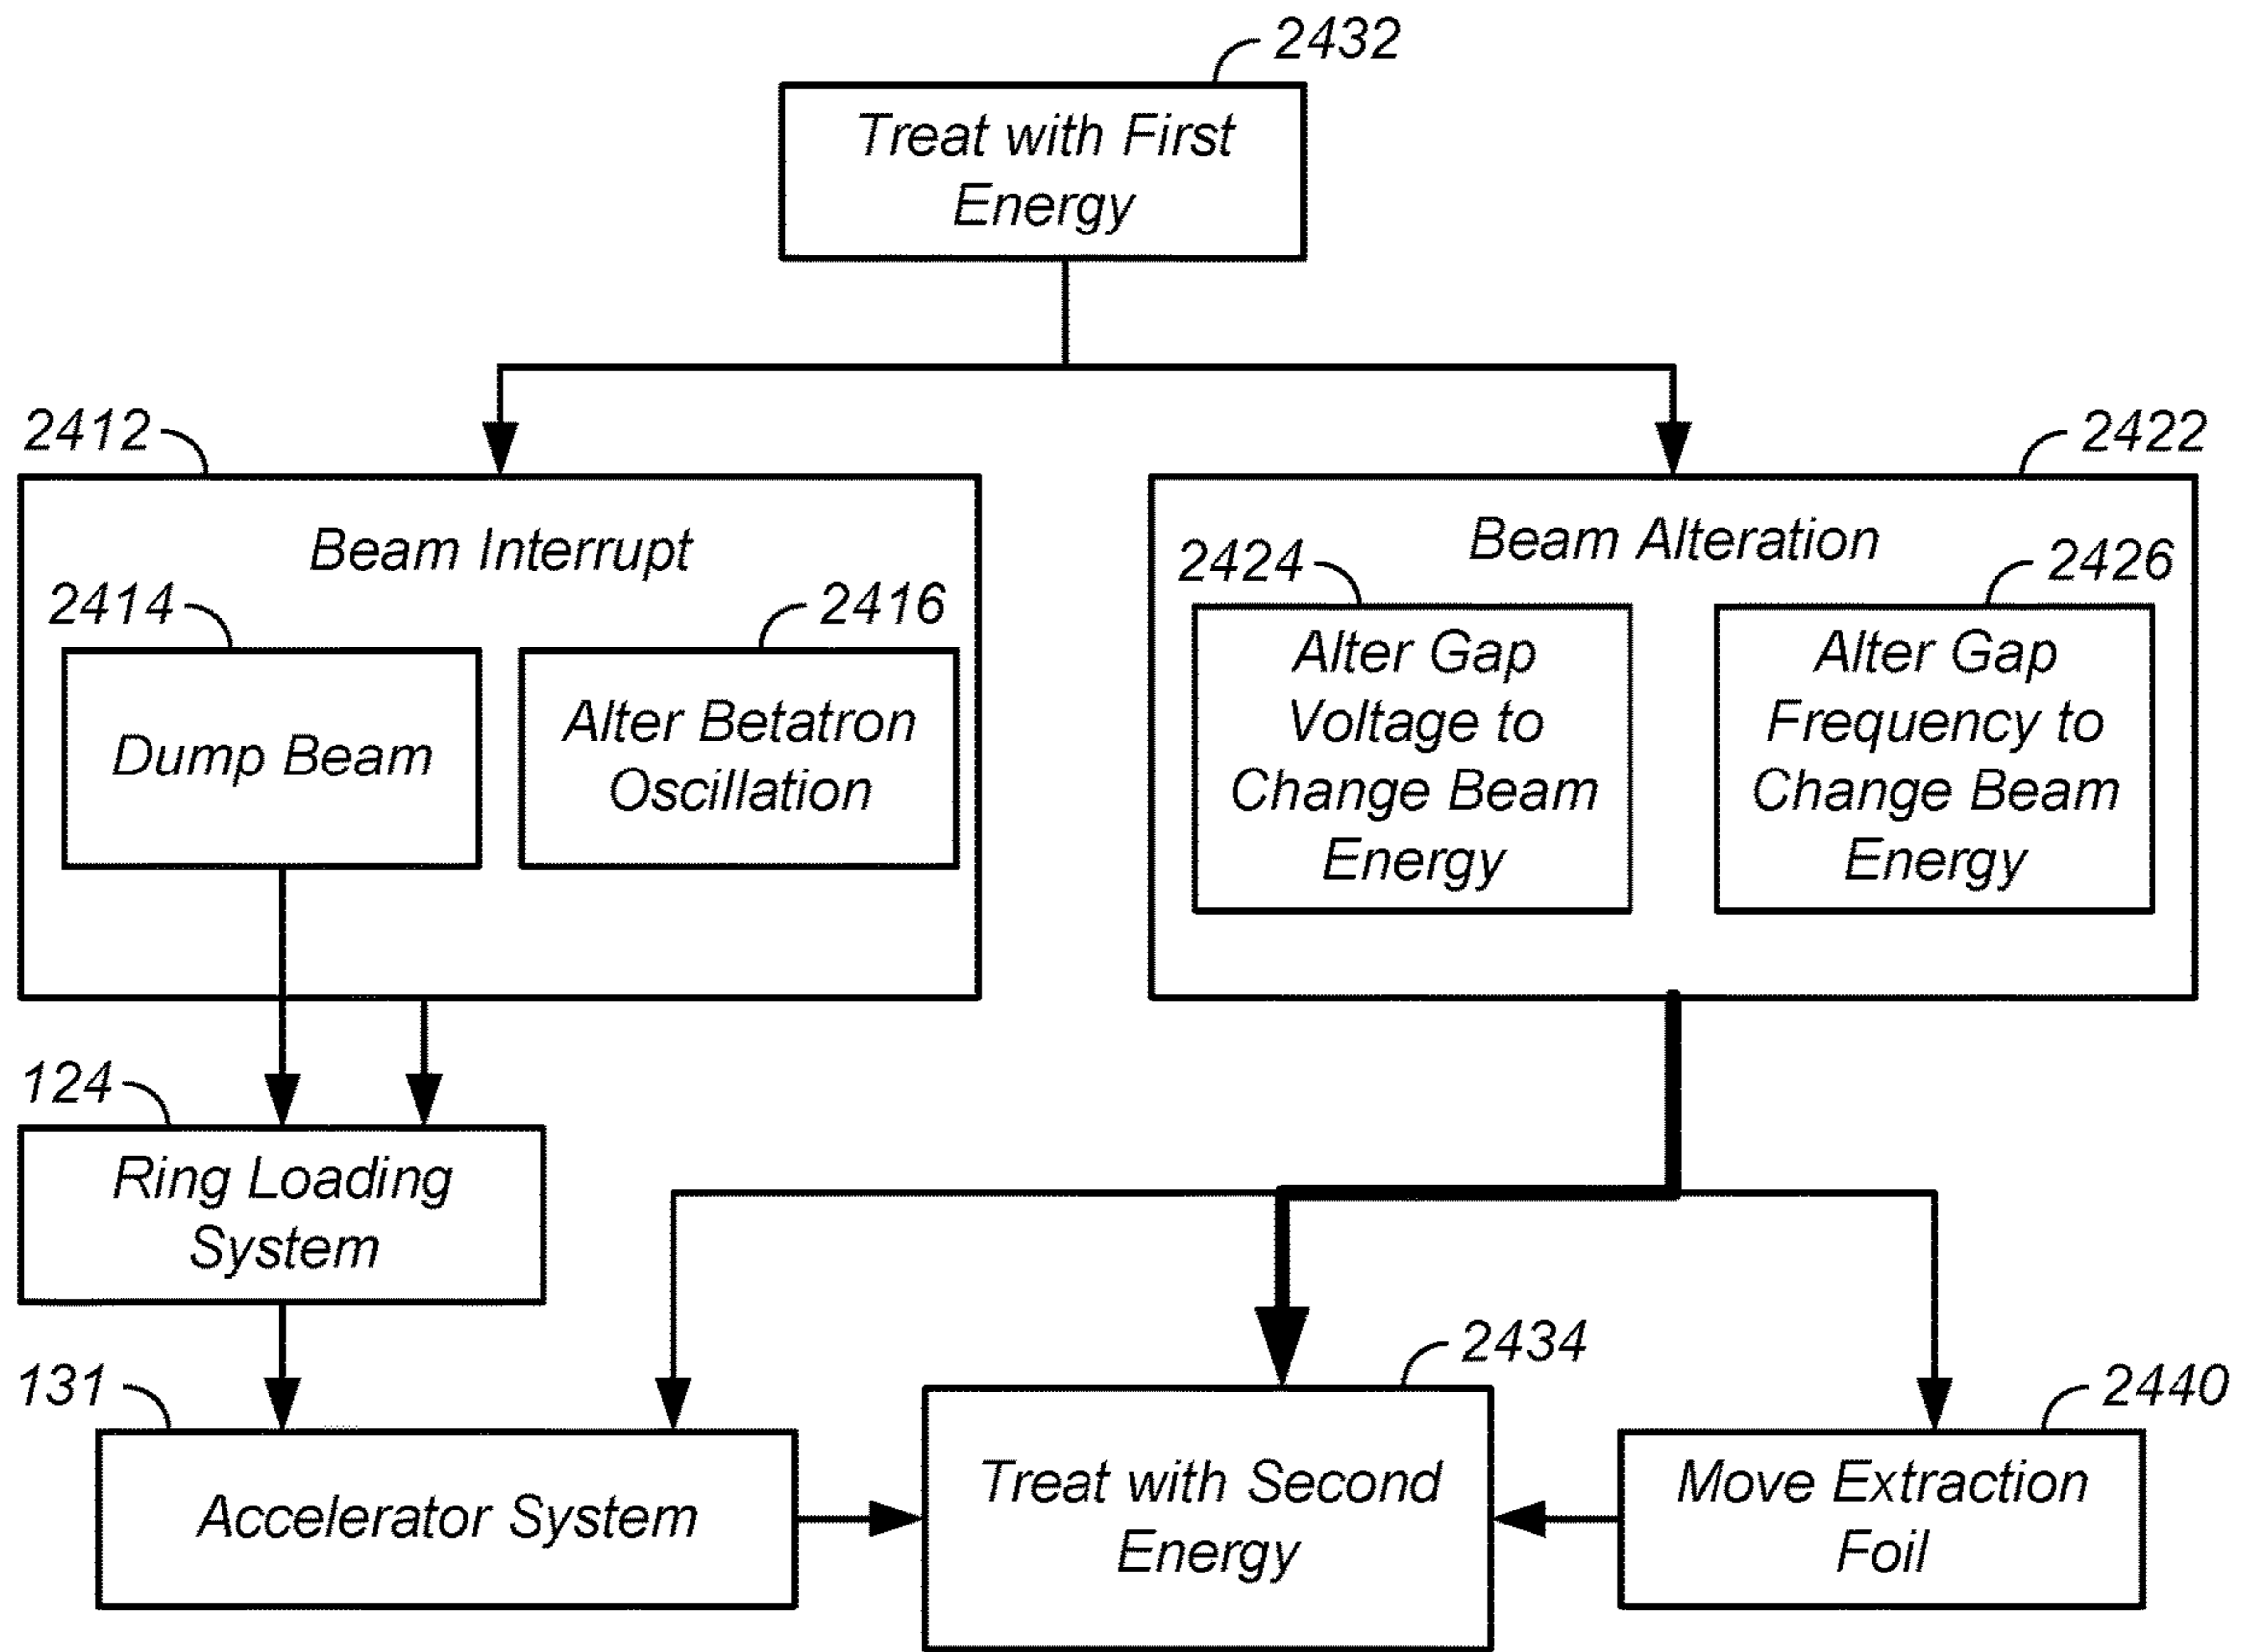 2432
Treat with First
Energy
2412
2422
Beam Interrupt
Beam Alteration
2414
2416
2424
2426
Dump Beam
Alter Betatron
Oscillation
Alter Gap
Voltage to
Change Beam
Energy
Alter Gap
Frequency to
Change Beam
Energy
124
Ring Loading
System
131
2434
2440
Accelerator System
Treat with Second
Energy
Move Extraction
Foil